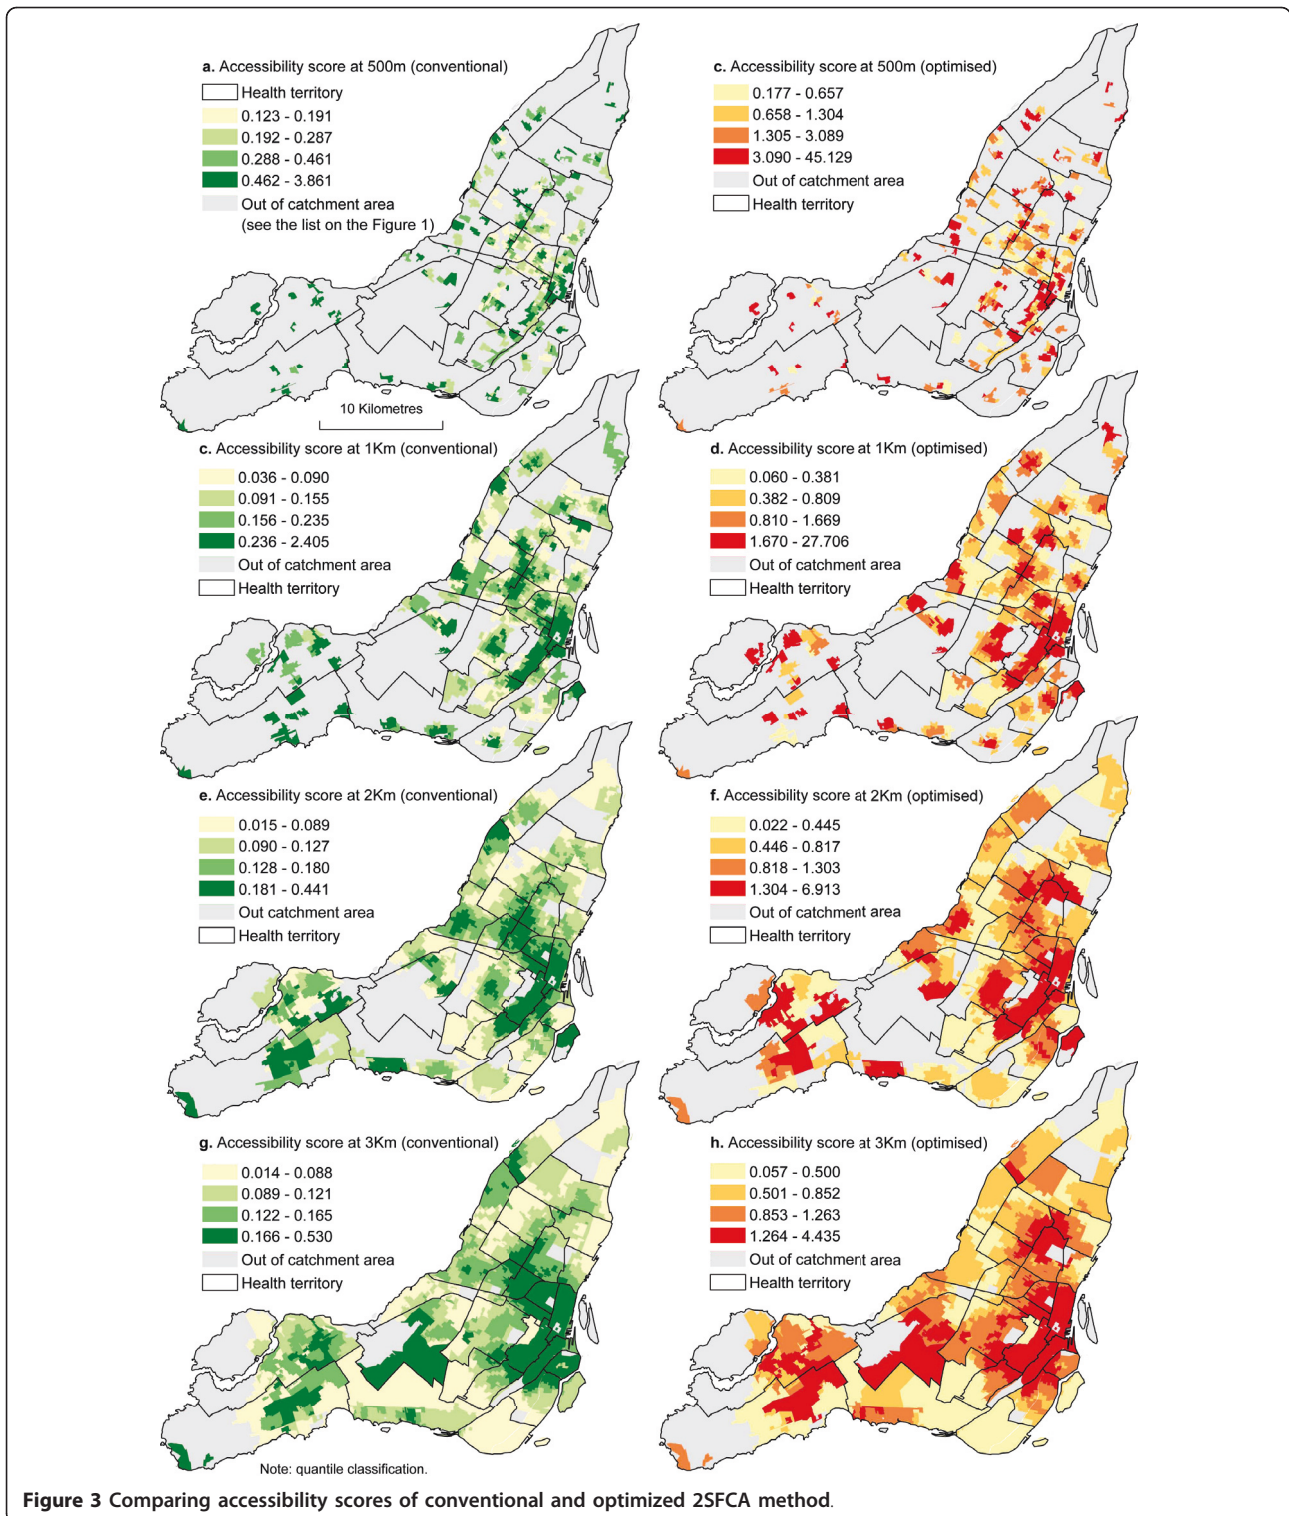 a. Accessibility score at 500m (conventional)
Health territory
0.123 - 0.191
0.192 - 0.287
0.288 - 0.461
0.462 - 3.861
Out of catchment area
(see the list on the Figure 1)
10 Kilometres
c. Accessibility score at 500m (optimised)
0.177 - 0.657
0.658 - 1.304
1.305 - 3.089
3.090 - 45.129
Out of catchment area
Health territory
c. Accessibility score at 1Km (conventional)
0.036 - 0.090
0.091 - 0.155
0.156 - 0.235
0.236 - 2.405
Out of catchment area
Health territory
d. Accessibility score at 1Km (optimised)
0.060 - 0.381
0.382 - 0.809
0.810 - 1.669
1.670 - 27.706
Out of catchment area
Health territory
e. Accessibility score at 2Km (conventional)
0.015 - 0.089
0.090 - 0.127
0.128 - 0.180
0.181 - 0.441
Out catchment area
Health territory
f. Accessibility score at 2Km (optimised)
0.022 - 0.445
0.446 - 0.817
0.818 - 1.303
1.304 - 6.913
Out of catchment area
Health territory
g. Accessibility score at 3Km (conventional)
0.014 - 0.088
0.089 - 0.121
0.122 - 0.165
0.166 - 0.530
Out of catchment area
Health territory
h. Accessibility score at 3Km (optimised)
0.057 - 0.500
0.501 - 0.852
0.853 - 1.263
1.264 - 4.435
Out of catchment area
Health territory
Note: quantile classification.
Figure 3 Comparing accessibility scores of conventional and optimized 2SFCA method.